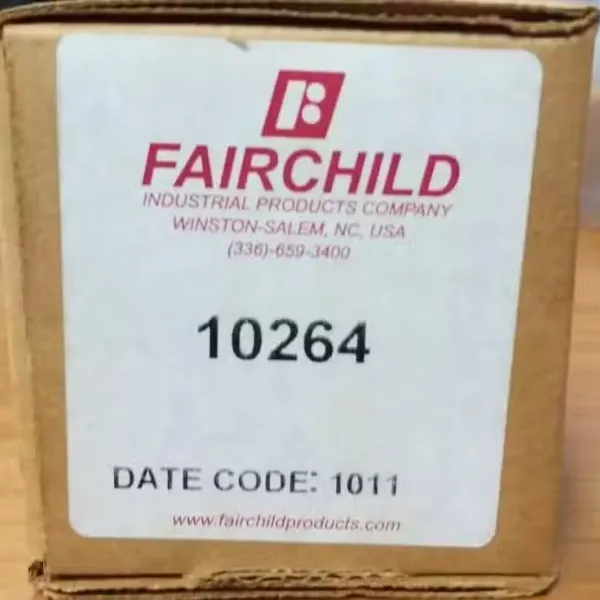 FAIRCHILD
INDUSTRIAL PRODUCTS COMPANY
WINSTON-SALEM, NC, USA
(336)-659-3400
10264
DATE CODE: 1011
www.fairchildproducts.com